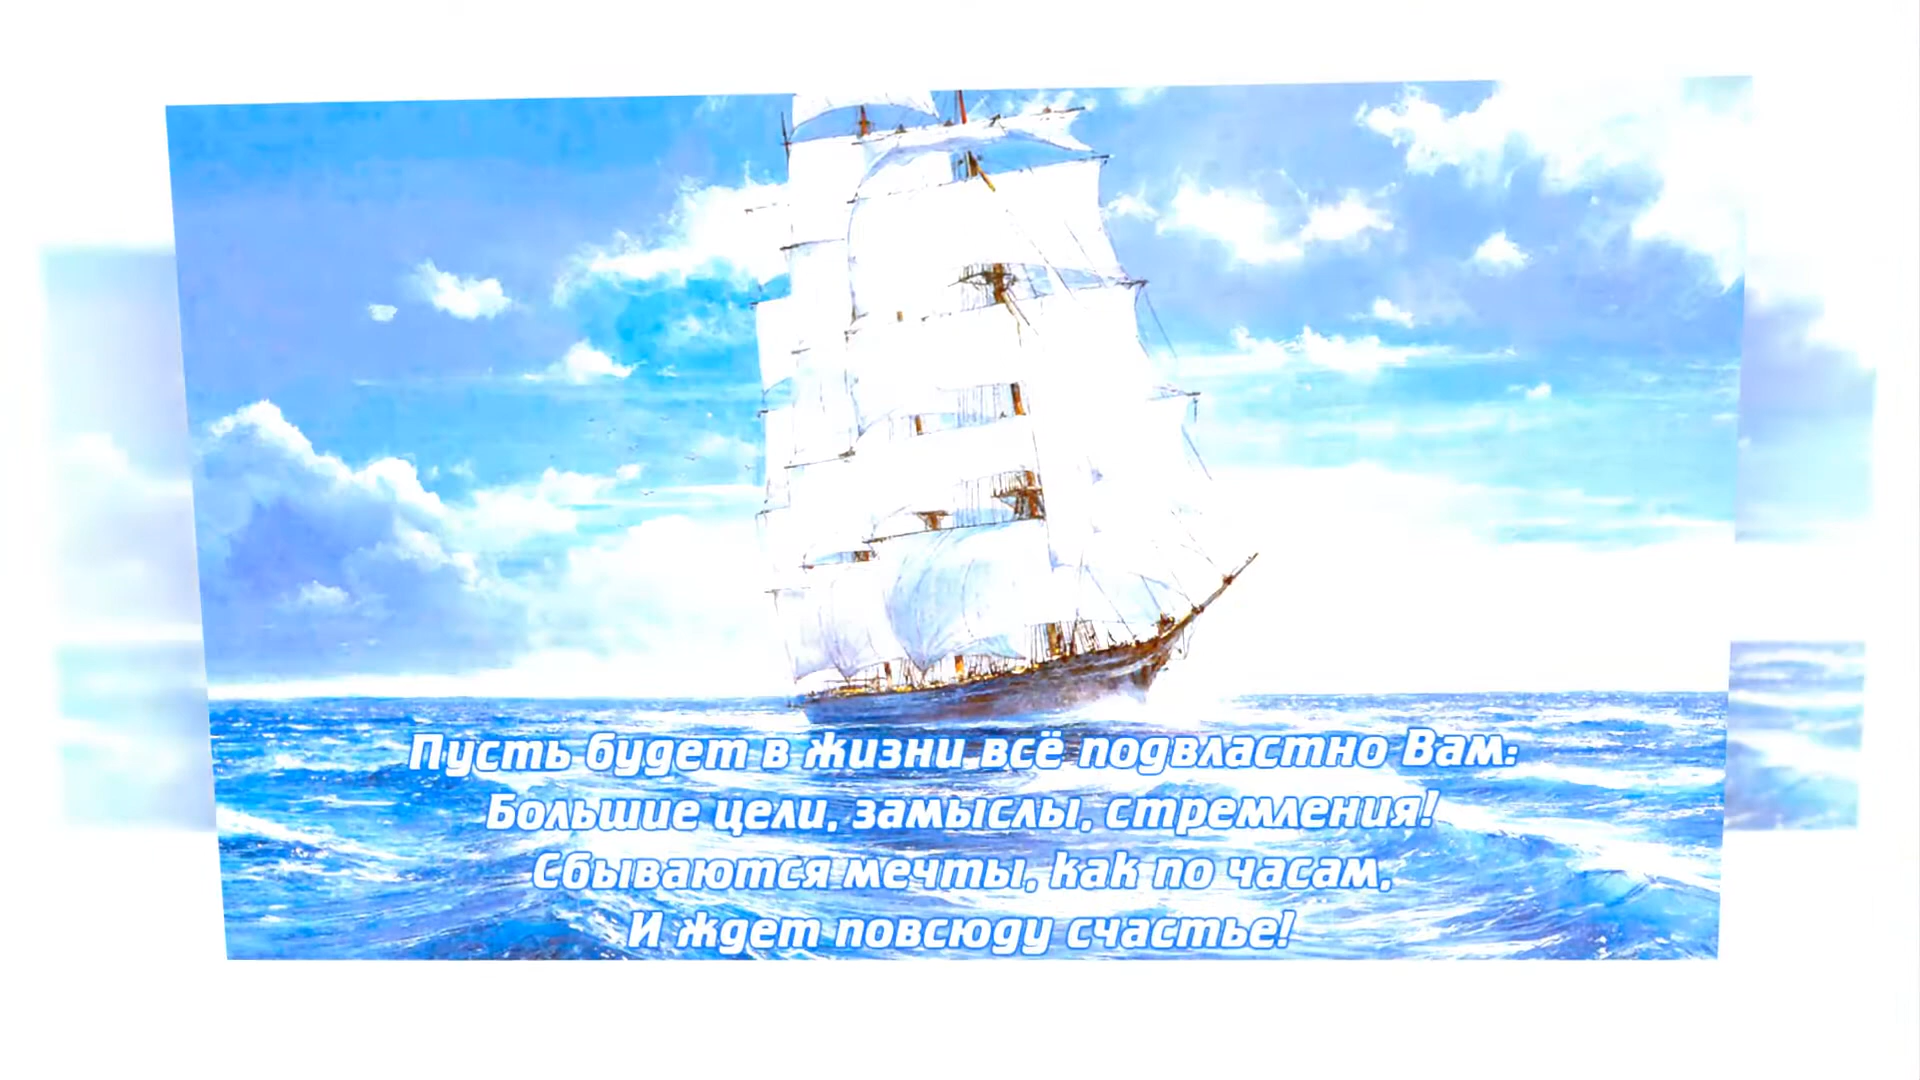 Пусть будет в жизни всё подвластно Вам:
Большие цели, замыслы, стремления!
Сбываются мечты, как по часам,
И ждет повсюду счастье!